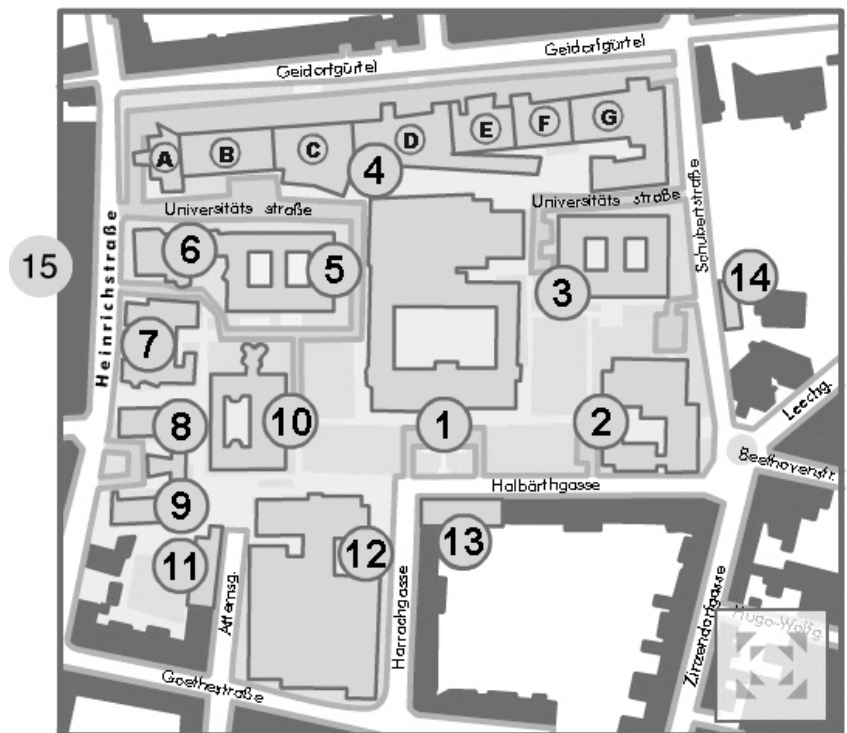 Geidorfgürtel
Geidorfgürtel
A
B
C
D
E
F
G
4
Universitäts straße
Universitäts straße
Schubertstraße
Heinrichstraße
15
6
5
3
14
7
10
1
2
8
Leechg.
Beethovenstr.
Halbärthgasse
9
11
12
13
Attemsg.
Harrachgasse
Zinzendorfgasse
Hugo-Wolfg.
Goethestraße